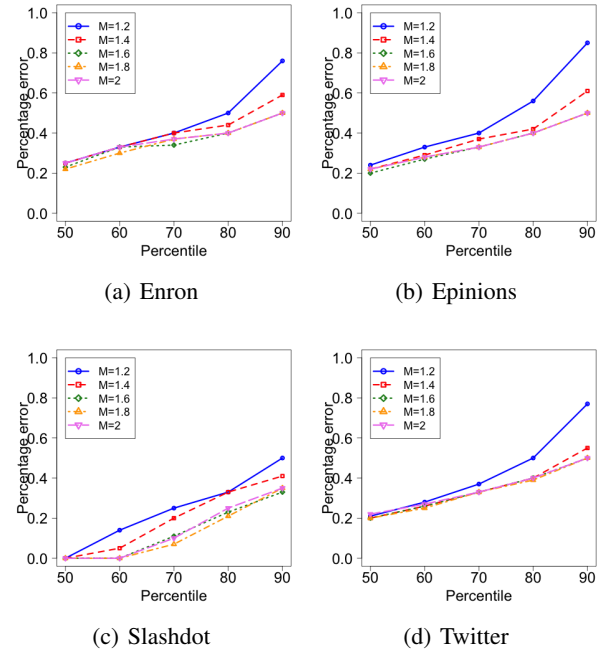 1.0
0.8
0.6
0.4
0.2
0.0
Percentage error
M=1.2
M=1.4
M=1.6
M=1.8
M=2
50 60 70 80 90
Percentile
(a) Enron
1.0
0.8
0.6
0.4
0.2
0.0
Percentage error
M=1.2
M=1.4
M=1.6
M=1.8
M=2
50 60 70 80 90
Percentile
(b) Epinions
1.0
0.8
0.6
0.4
0.2
0.0
Percentage error
M=1.2
M=1.4
M=1.6
M=1.8
M=2
50 60 70 80 90
Percentile
(c) Slashdot
1.0
0.8
0.6
0.4
0.2
0.0
Percentage error
M=1.2
M=1.4
M=1.6
M=1.8
M=2
50 60 70 80 90
Percentile
(d) Twitter